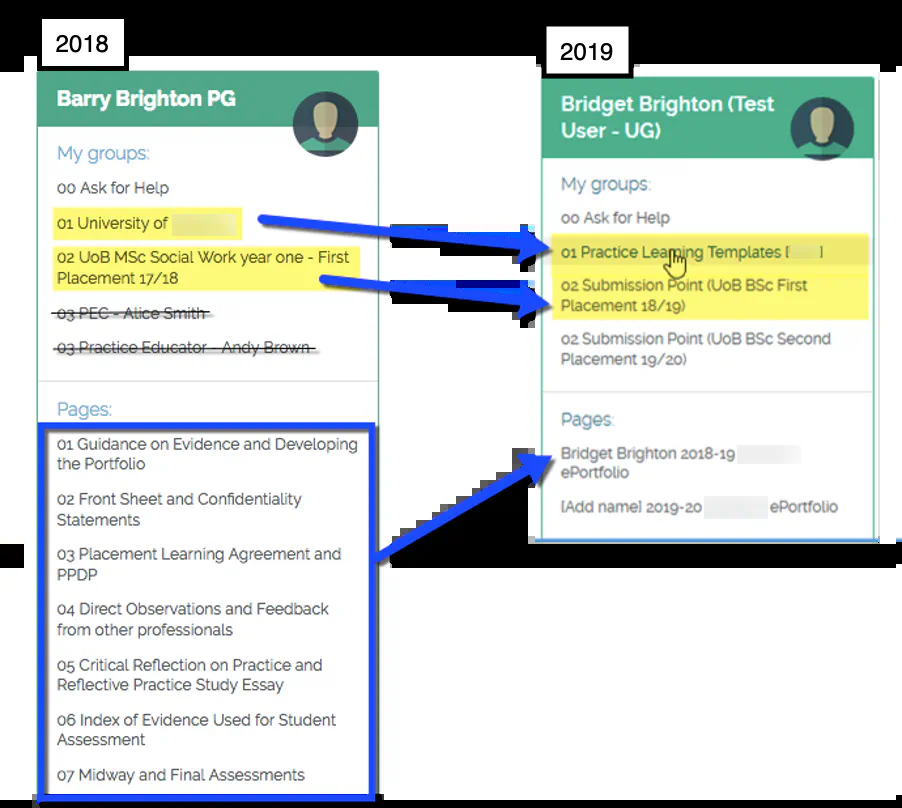 2018
Barry Brighton PG
My groups:
00 Ask for Help
01 University of
02 UoB MSc Social Work year one - First
Placement 17/18
03 PEC - Alice Smith
03 Practice Educator - Andy Brown
Pages:
01 Guidance on Evidence and Developing
the Portfolio
02 Front Sheet and Confidentiality
Statements
03 Placement Learning Agreement and
PPDP
04 Direct Observations and Feedback
from other professionals
05 Critical Reflection on Practice and
Reflective Practice Study Essay
06 Index of Evidence Used for Student
Assessment
07 Midway and Final Assessments
2019
Bridget Brighton (Test
User - UG)
My groups:
00 Ask for Help
01 Practice Learning Templates [ ]
02 Submission Point (UoB BSc First
Placement 18/19)
02 Submission Point (UoB BSc Second
Placement 19/20)
Pages:
Bridget Brighton 2018-19
ePortfolio
[Add name] 2019-20 ePortfolio